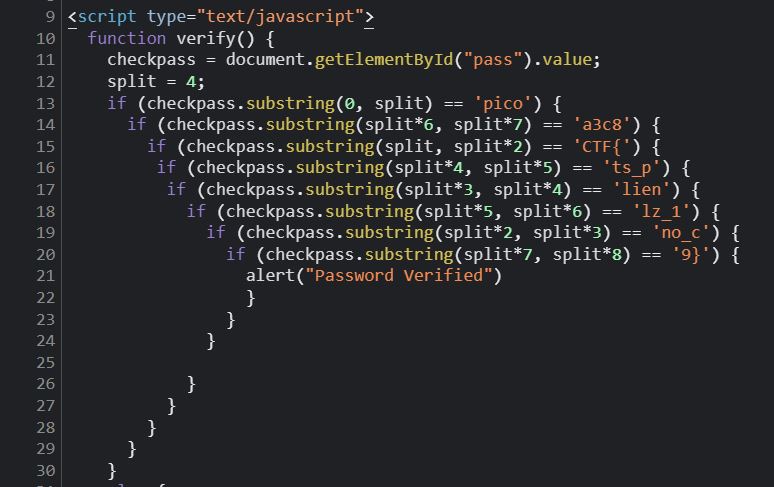 9 <script type="text/javascript">
10 function verify() {
11 checkpass = document.getElementById("pass").value;
12 split = 4;
13 if (checkpass.substring(0, split) == 'pico') {
14 if (checkpass.substring(split*6, split*7) == 'a3c8') {
15 if (checkpass.substring(split, split*2) == 'CTF{') {
16 if (checkpass.substring(split*4, split*5) == 'ts_p') {
17 if (checkpass.substring(split*3, split*4) == 'lien') {
18 if (checkpass.substring(split*5, split*6) == 'lz_1') {
19 if (checkpass.substring(split*2, split*3) == 'no_c') {
20 if (checkpass.substring(split*7, split*8) == '9}') {
21 alert("Password Verified")
22 }
23 }
24 }
25
26 }
27 }
28 }
29 }
30 }